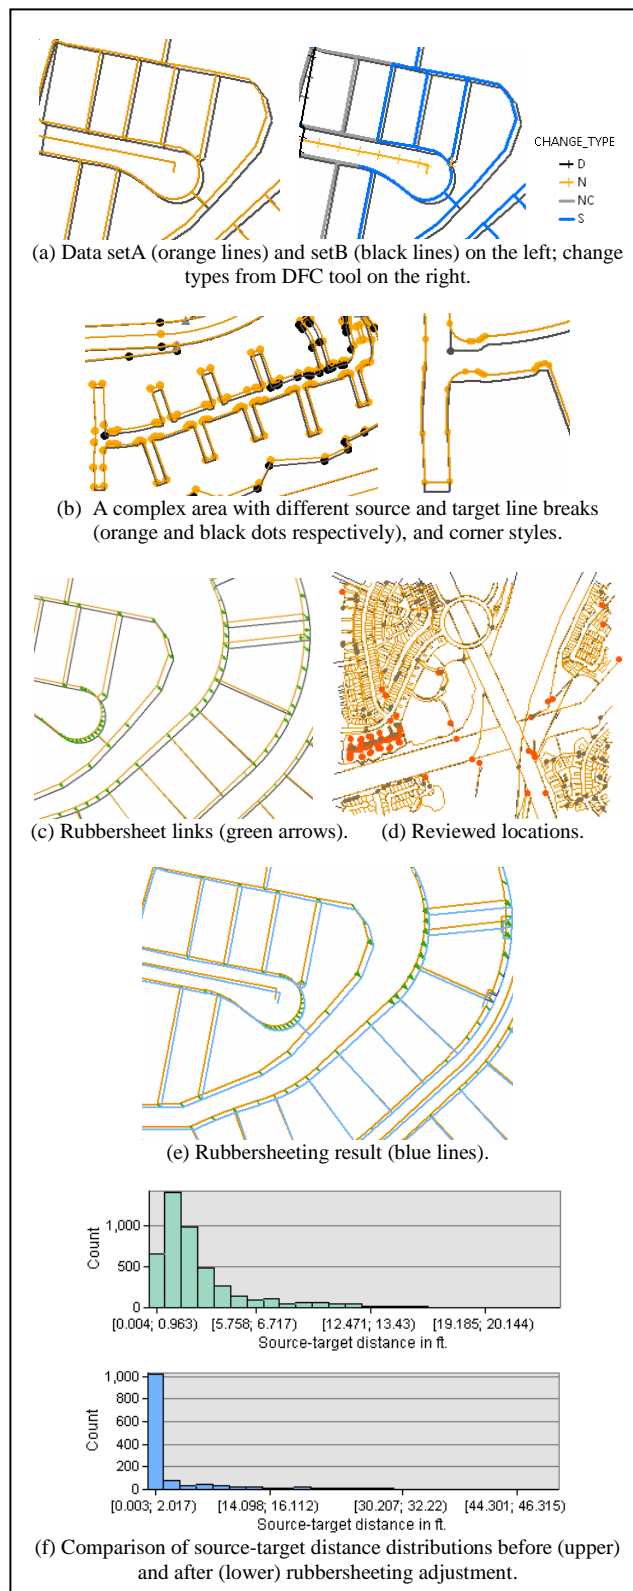 CHANGE_TYPE
D
N
NC
S
(a) Data setA (orange lines) and setB (black lines) on the left; change
types from DFC tool on the right.
(b) A complex area with different source and target line breaks
(orange and black dots respectively), and corner styles.
(c) Rubbersheet links (green arrows).
(d) Reviewed locations.
(e) Rubbersheeting result (blue lines).
Count
1,000
500
0
[0.004; 0.963)
[5.758; 6.717)
[12.471; 13.43)
[19.185; 20.144)
Source-target distance in ft.
Count
1,000
800
600
400
200
0
[0.003; 2.017)
[14.098; 16.112)
[30.207; 32.22)
[44.301; 46.315)
Source-target distance in ft.
(f) Comparison of source-target distance distributions before (upper)
and after (lower) rubbersheeting adjustment.